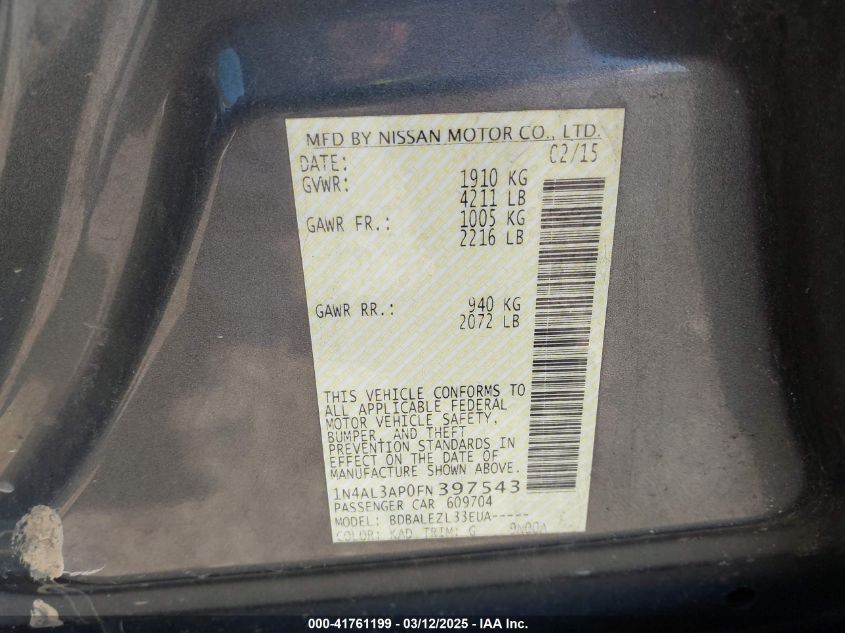 MFD BY NISSAN MOTOR CO., LTD.
DATE: 02/15
GVWR: 1910 KG
4211 LB
GAWR FR.: 1005 KG
2216 LB
GAWR RR.: 940 KG
2072 LB
THIS VEHICLE CONFORMS TO
ALL APPLICABLE FEDERAL
MOTOR VEHICLE SAFETY,
BUMPER, AND THEFT
PREVENTION STANDARDS IN
EFFECT ON THE DATE OF
MANUFACTURE SHOWN ABOVE.
1N4AL3AP0FN397543
PASSENGER CAR 609704
MODEL: BDBALEZL33EUA-----
COLOR: KAD TRIM: G
000-41761199 - 03/12/2025 - IAA Inc.